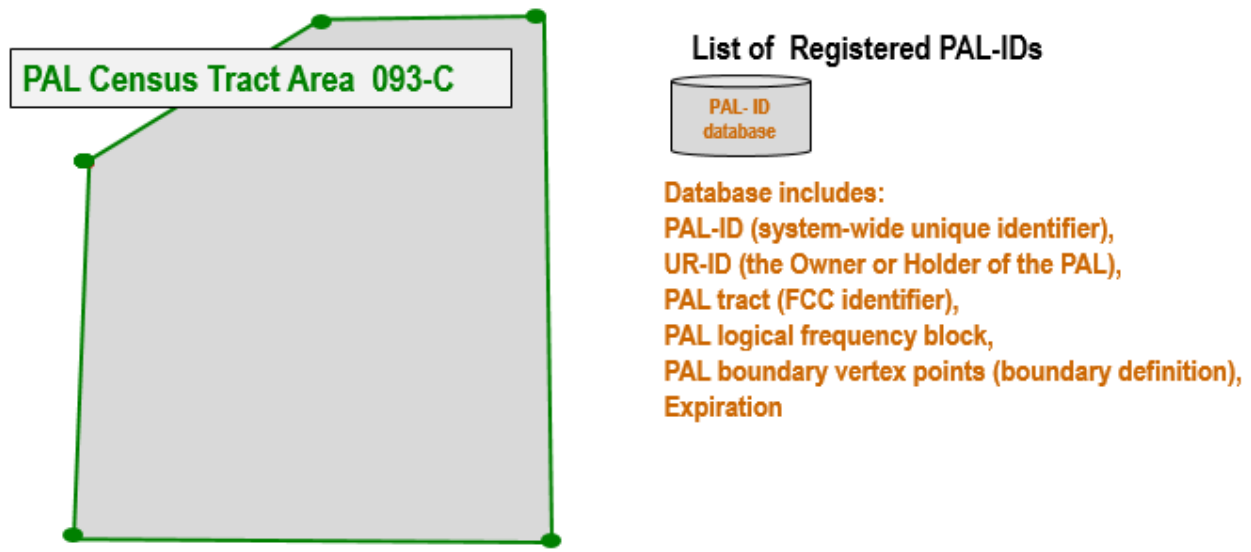 PAL Census Tract Area 093-C
List of Registered PAL-IDs
PAL- ID
database
Database includes:
PAL-ID (system-wide unique identifier),
UR-ID (the Owner or Holder of the PAL),
PAL tract (FCC identifier),
PAL logical frequency block,
PAL boundary vertex points (boundary definition),
Expiration